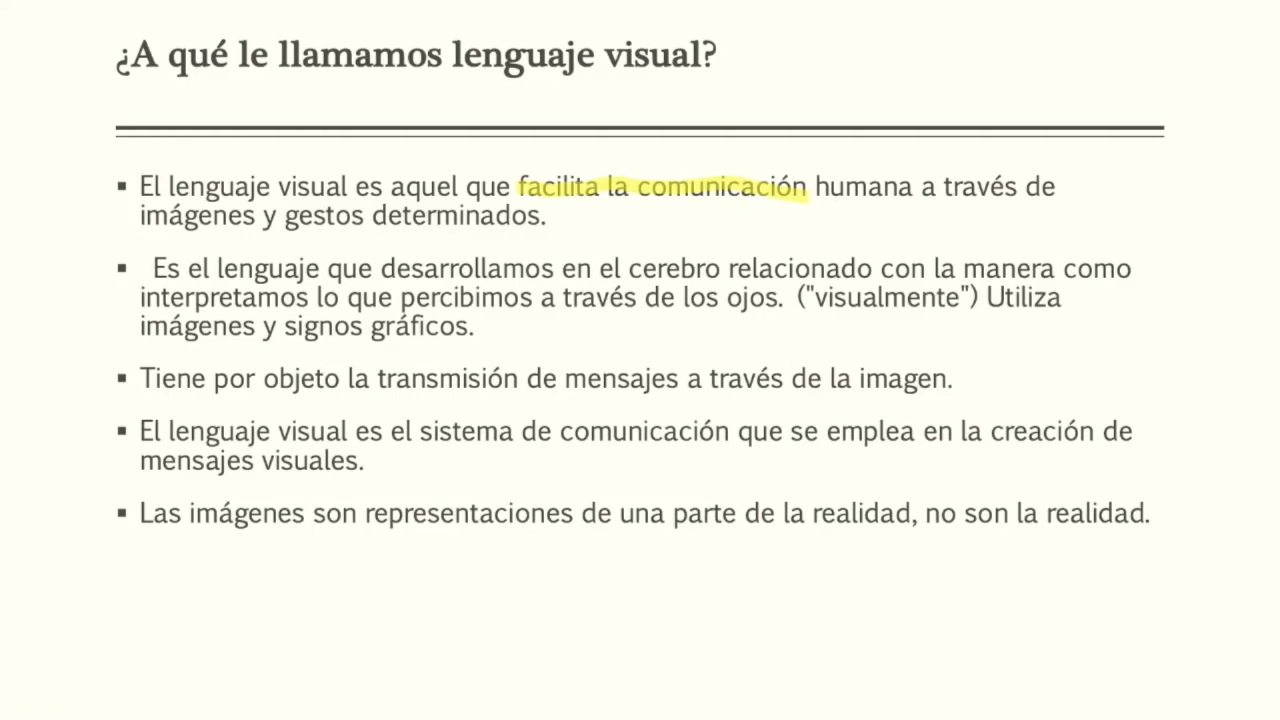 ¿A qué le llamamos lenguaje visual?
▪ El lenguaje visual es aquel que facilita la comunicación humana a través de
imágenes y gestos determinados.
▪ Es el lenguaje que desarrollamos en el cerebro relacionado con la manera como
interpretamos lo que percibimos a través de los ojos. ("visualmente") Utiliza
imágenes y signos gráficos.
▪ Tiene por objeto la transmisión de mensajes a través de la imagen.
▪ El lenguaje visual es el sistema de comunicación que se emplea en la creación de
mensajes visuales.
▪ Las imágenes son representaciones de una parte de la realidad, no son la realidad.